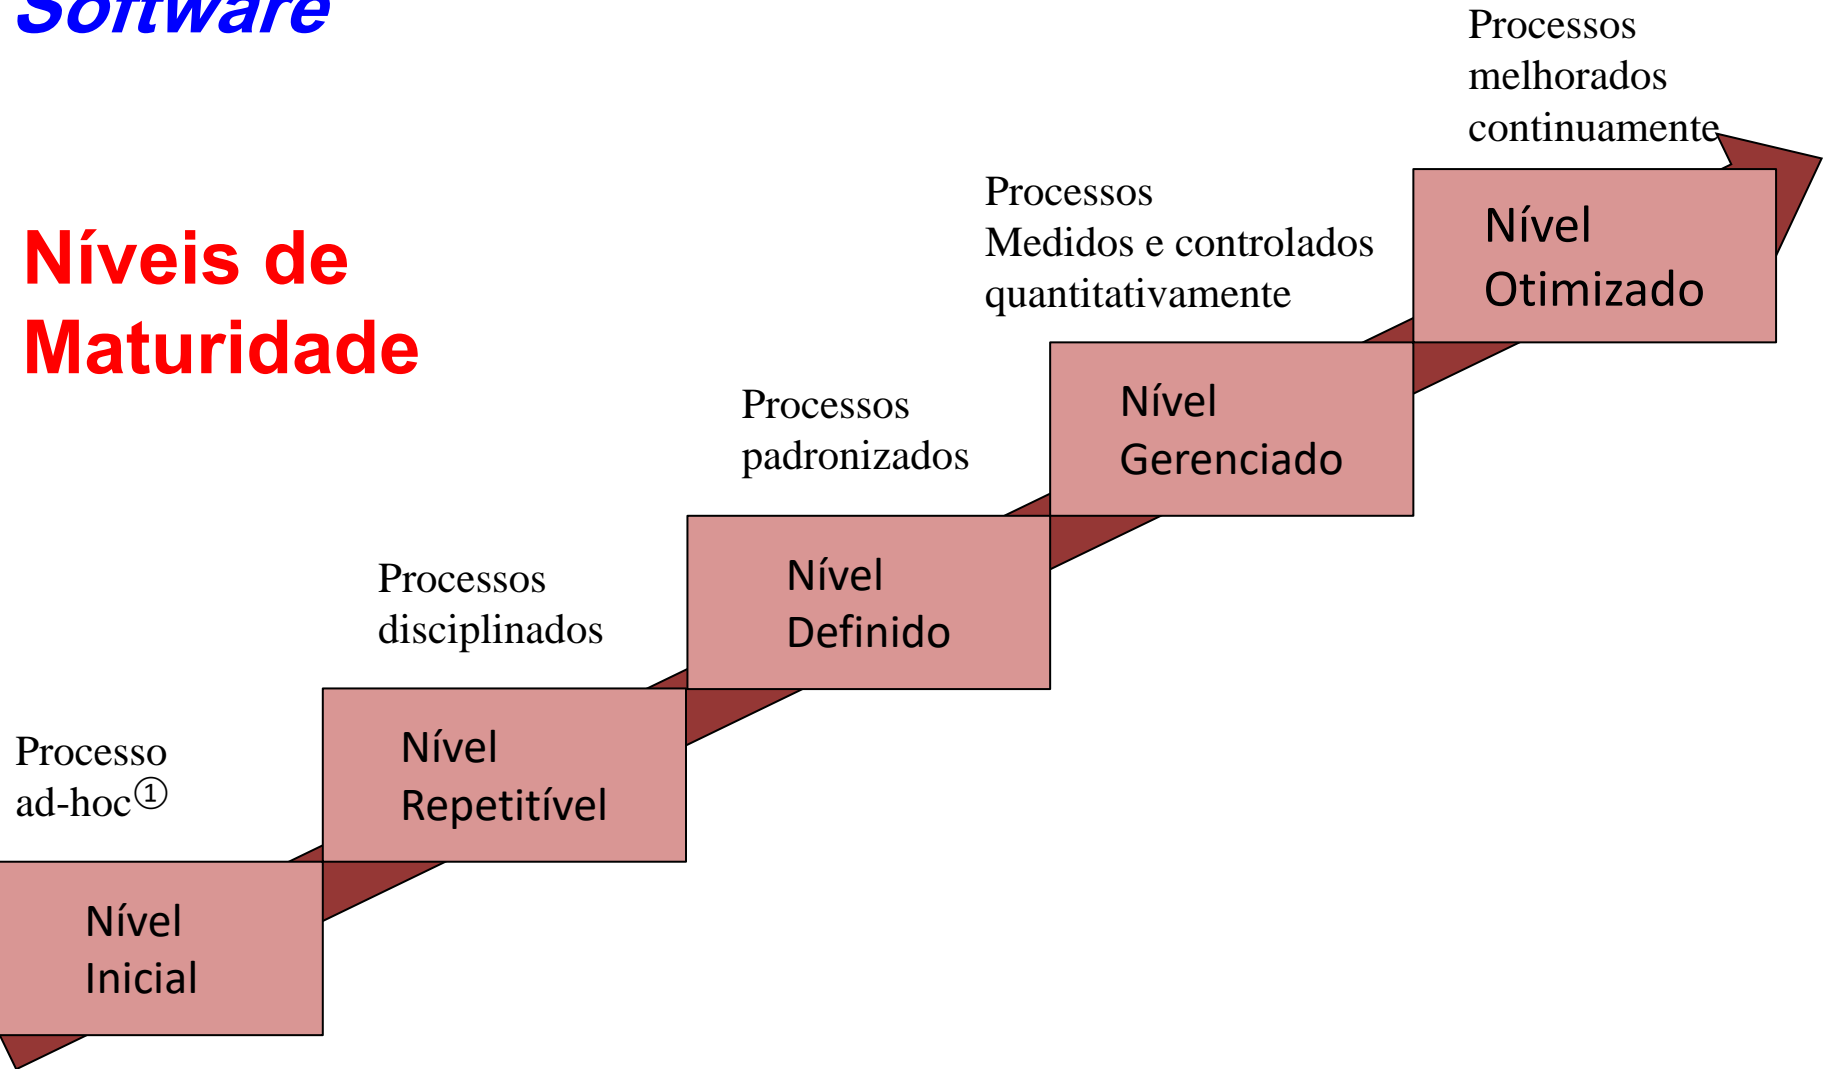 Software
Níveis de
Maturidade
Processos
melhorados
continuamente
Nível
Otimizado
Processos
Medidos e controlados
quantitativamente
Nível
Gerenciado
Processos
padronizados
Nível
Definido
Processos
disciplinados
Nível
Repetitível
Processo
ad-hoc①
Nível
Inicial